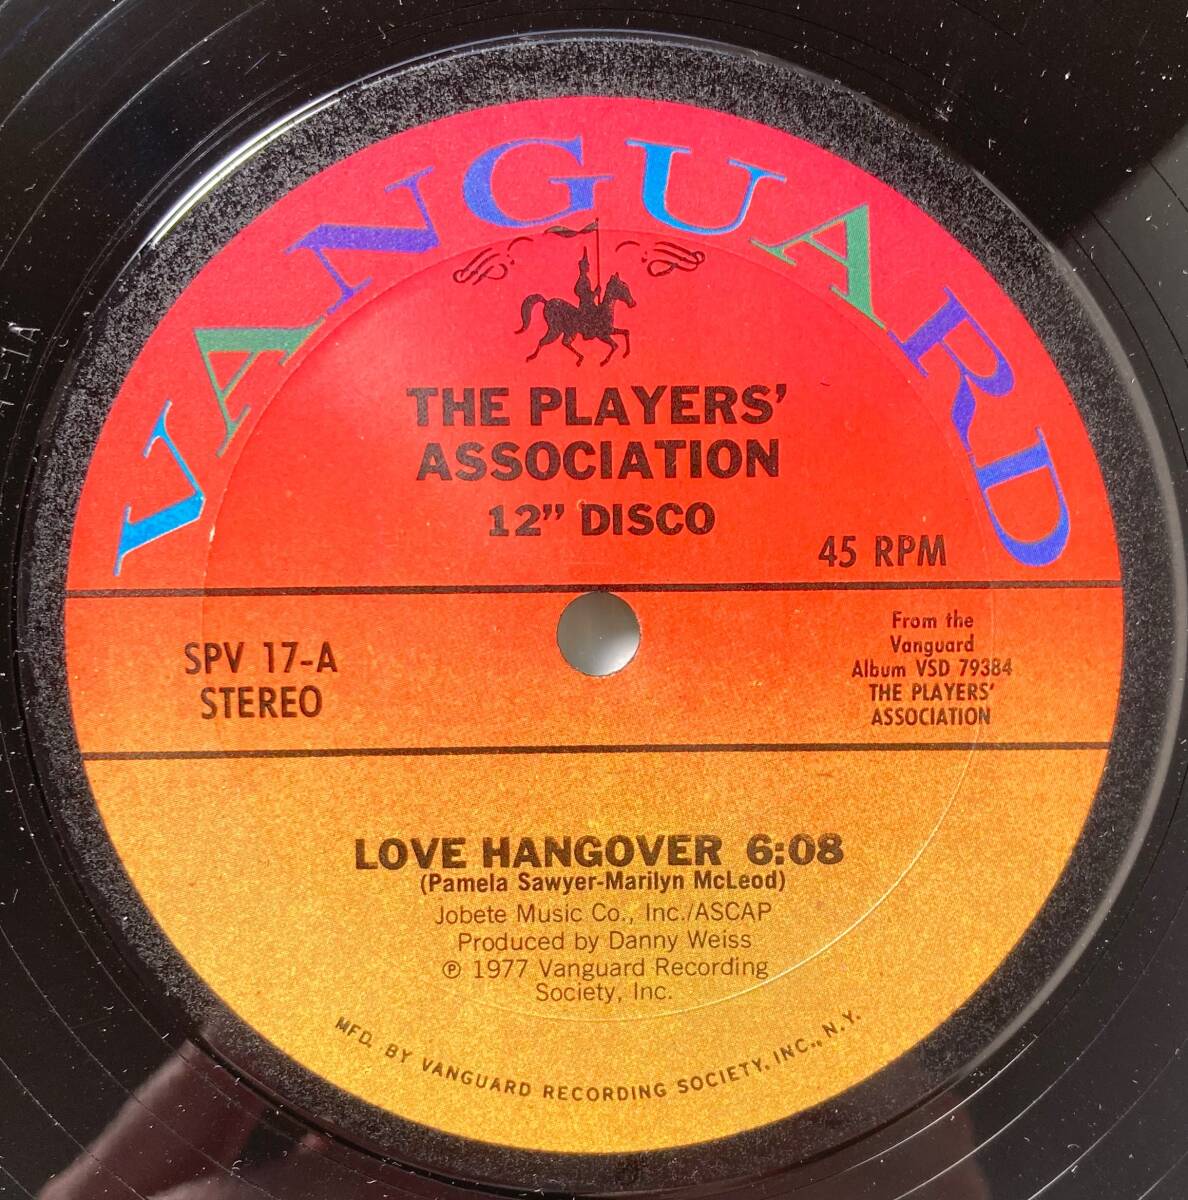 VANGUARD
THE PLAYERS'
ASSOCIATION
12" DISCO
45 RPM
SPV 17-A
STEREO
From the
Vanguard
Album VSD 79384
THE PLAYERS'
ASSOCIATION
LOVE HANGOVER 6:08
(Pamela Sawyer-Marilyn McLeod)
Jobete Music Co., Inc./ASCAP
Produced by Danny Weiss
℗ 1977 Vanguard Recording
Society, Inc.
MFD. BY VANGUARD RECORDING SOCIETY, INC., N.Y.